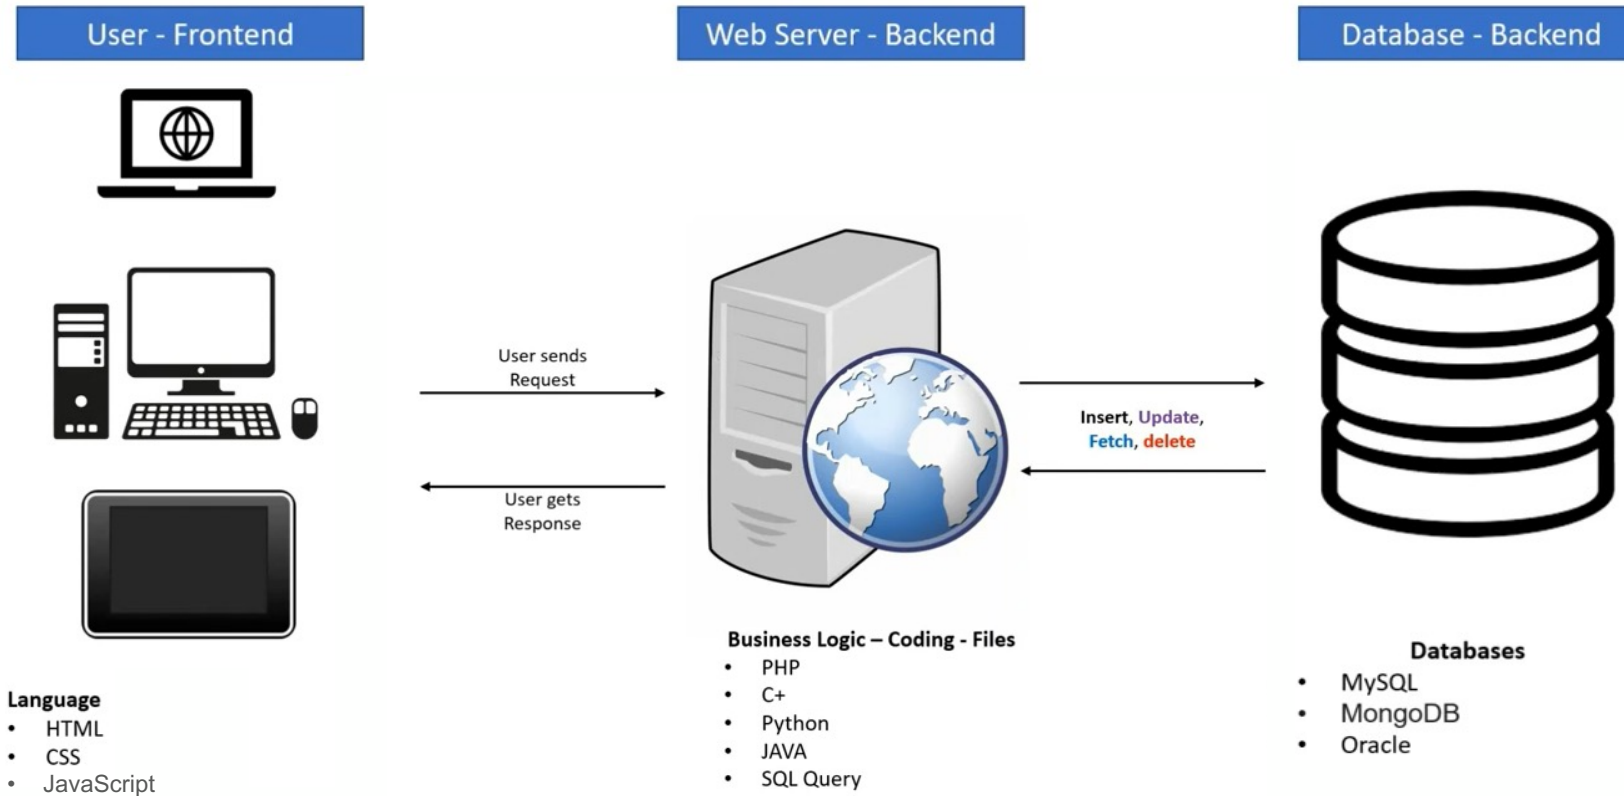 User - Frontend
Web Server - Backend
Database - Backend
User sends
Request
User gets
Response
Insert, Update,
Fetch, delete
Language
• HTML
• CSS
• JavaScript
Business Logic – Coding - Files
• PHP
• C+
• Python
• JAVA
• SQL Query
Databases
• MySQL
• MongoDB
• Oracle